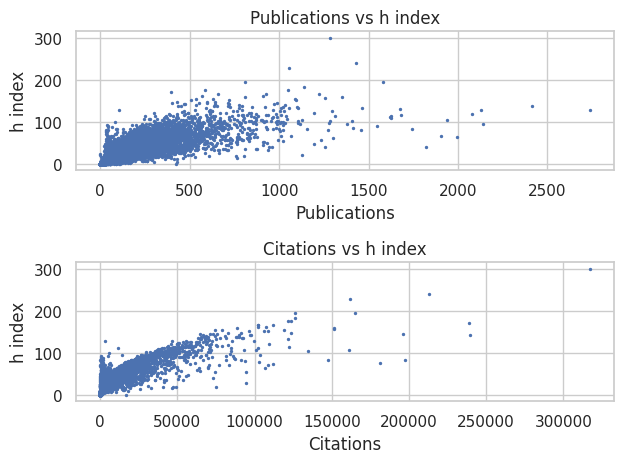 Publications vs h index
300
200
100
0
h index
0 500 1000 1500 2000 2500
Publications
Citations vs h index
300
200
100
0
h index
0 50000 100000 150000 200000 250000 300000
Citations